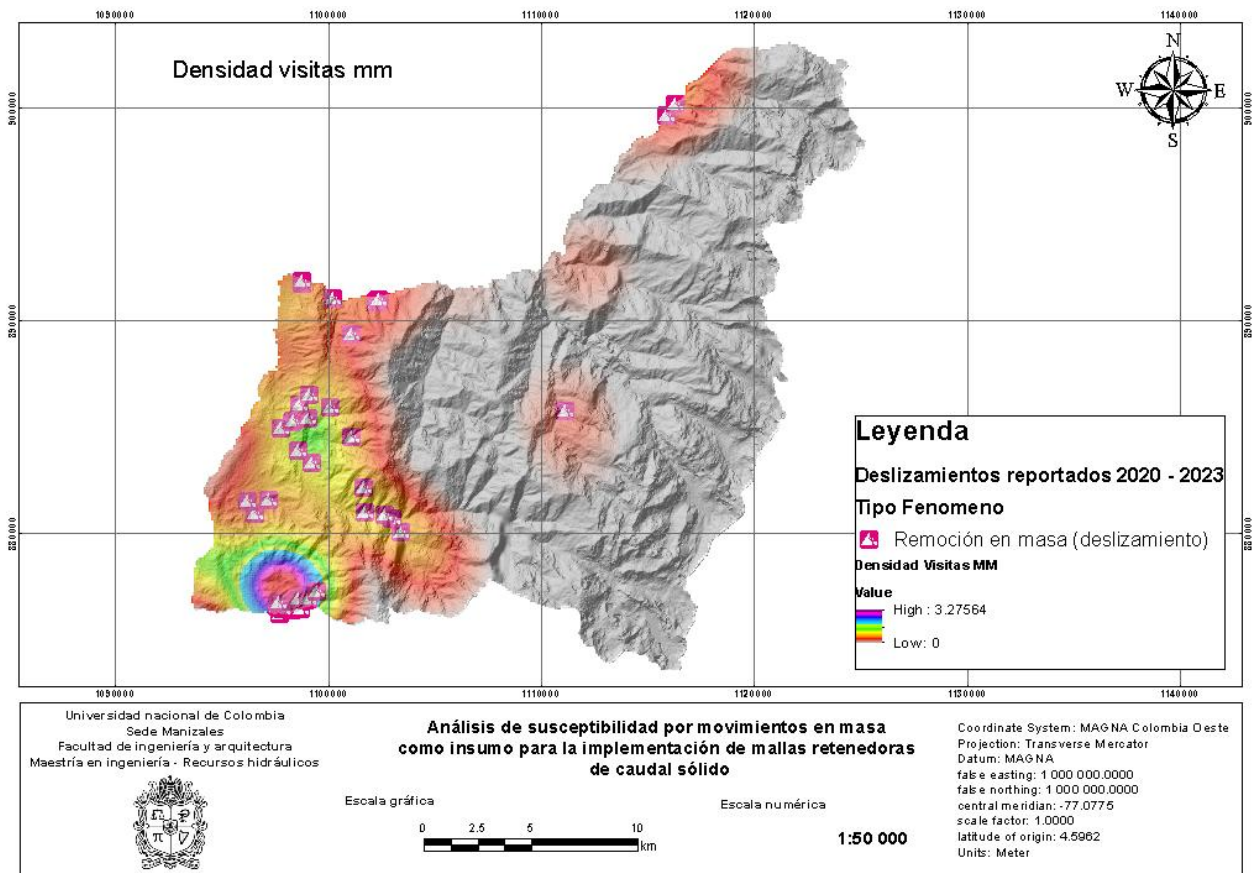 1090000 1100000 1110000 1120000 1130000 1140000
Densidad visitas mm
N
W E
S
900000 900000
890000 890000
880000 880000
Leyenda
Deslizamientos reportados 2020 - 2023
Tipo Fenomeno
Remoción en masa (deslizamiento)
Densidad Visitas MM
Value
High : 3.27564
Low: 0
1090000 1100000 1110000 1120000 1130000 1140000
Universidad nacional de Colombia
Sede Manizales
Facultad de ingeniería y arquitectura
Maestría en ingeniería - Recursos hidráulicos
Análisis de susceptibilidad por movimientos en masa
como insumo para la implementación de mallas retenedoras
de caudal sólido
Escala gráfica
0 2.5 5 10
km
Escala numérica
1:50 000
Coordinate System: MAGNA Colombia Oeste
Projection: Transverse Mercator
Datum: MAGNA
false easting: 1 000 000.0000
false northing: 1 000 000.0000
central meridian: -77.0775
scale factor: 1.0000
latitude of origin: 4.5962
Units: Meter